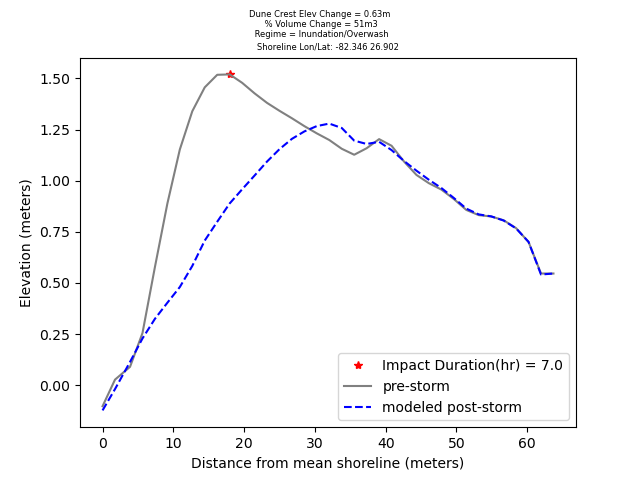 Dune Crest Elev Change = 0.63m
% Volume Change = 51m3
Regime = Inundation/Overwash
Shoreline Lon/Lat: -82.346 26.902
1.50
1.25
1.00
0.75
0.50
0.25
0.00
Elevation (meters)
Impact Duration(hr) = 7.0
pre-storm
modeled post-storm
0 10 20 30 40 50 60
Distance from mean shoreline (meters)